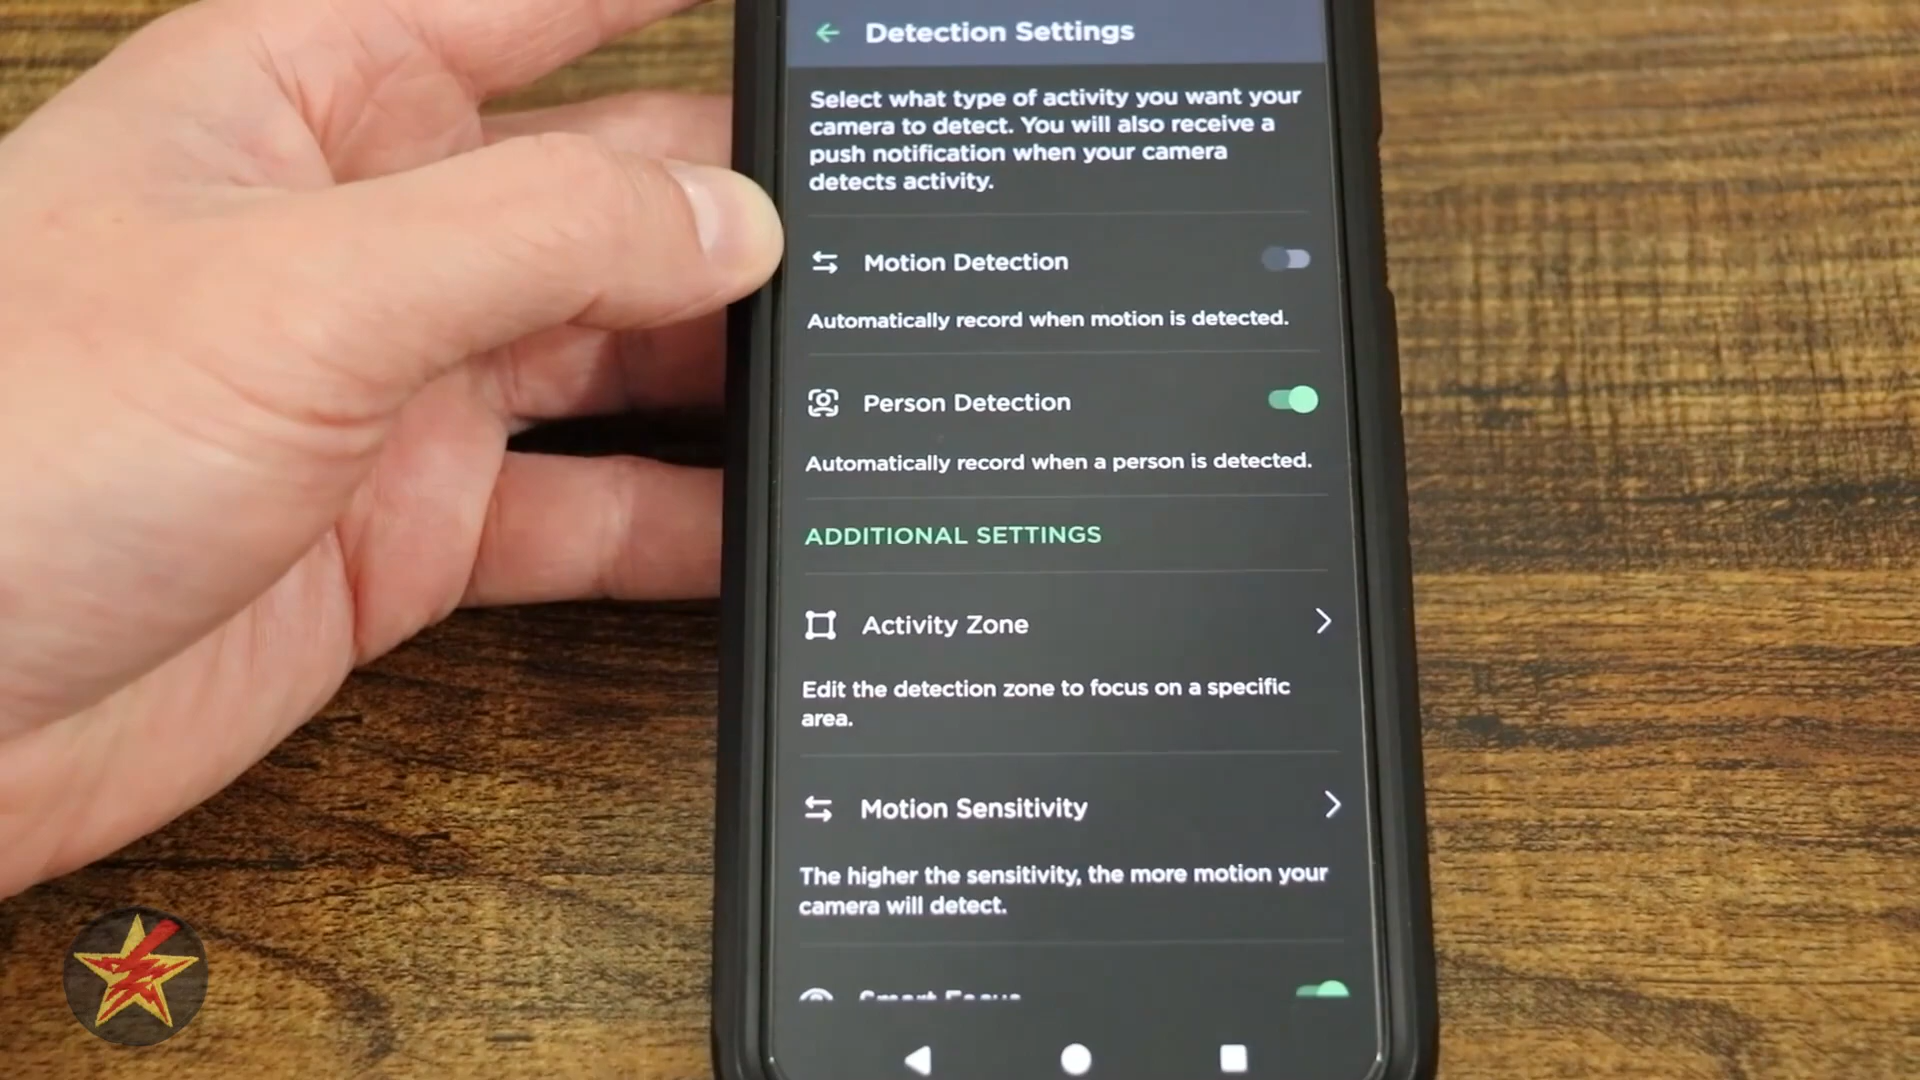 Detection Settings
Select what type of activity you want your
camera to detect. You will also receive a
push notification when your camera
detects activity.
Motion Detection
Automatically record when motion is detected.
Person Detection
Automatically record when a person is detected.
ADDITIONAL SETTINGS
Activity Zone
Edit the detection zone to focus on a specific
area.
Motion Sensitivity
The higher the sensitivity, the more motion your
camera will detect.
Smart Focus